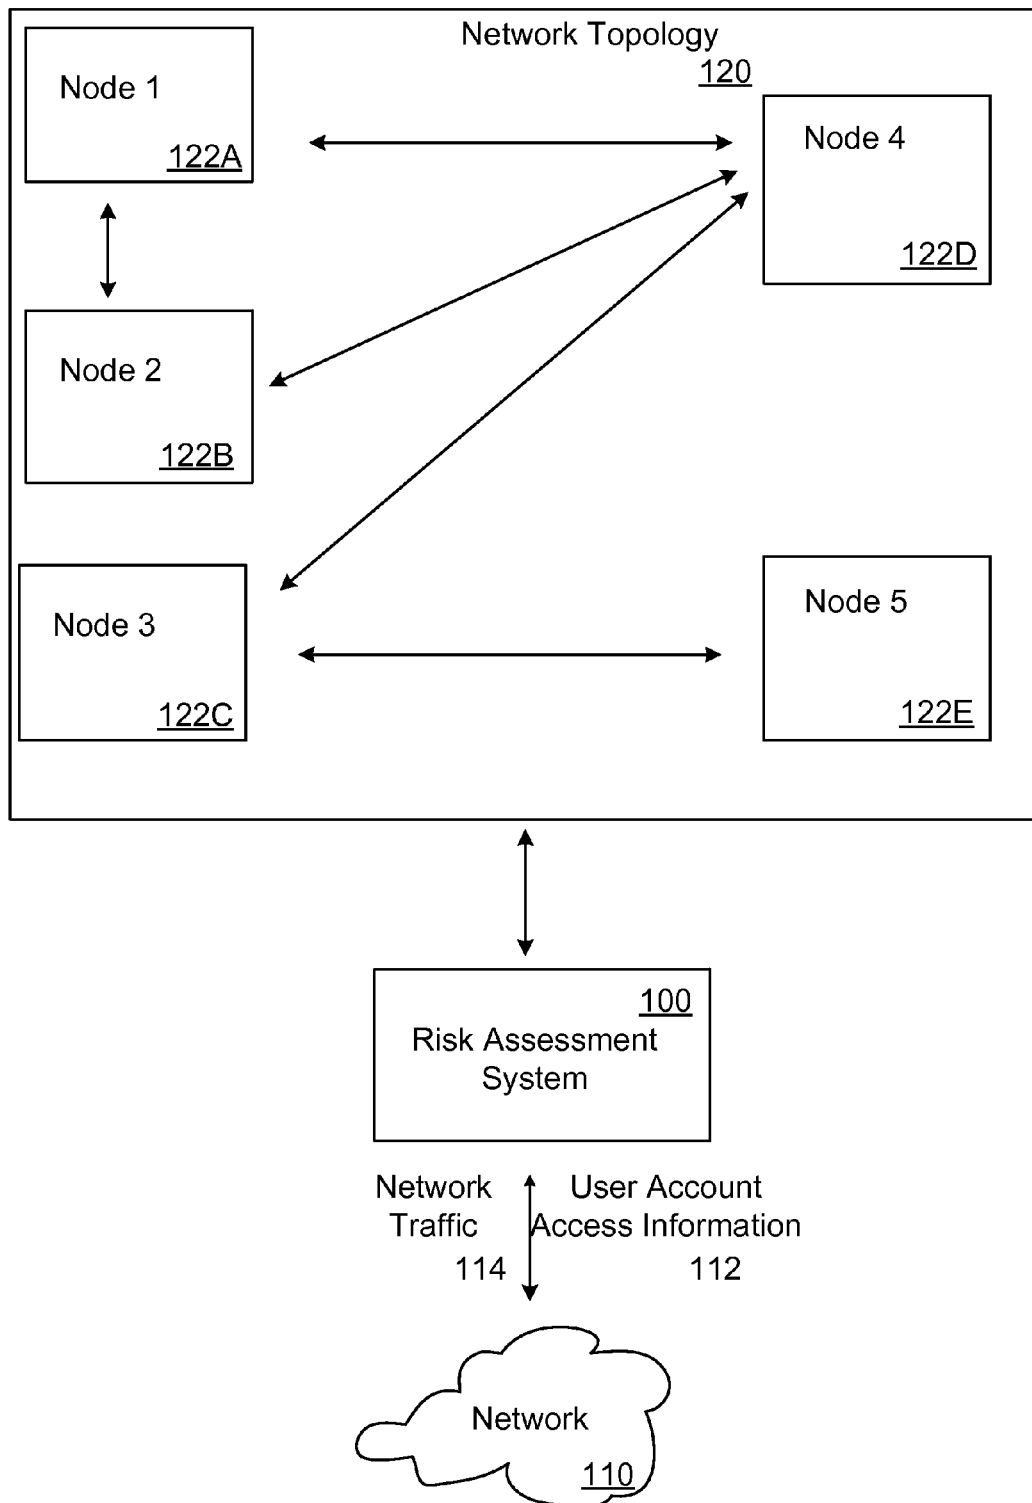 Network Topology
120
Node 1
122A
Node 4
122D
Node 2
122B
Node 3
122C
Node 5
122E
100
Risk Assessment
System
Network
Traffic
114
User Account
Access Information
112
Network
110